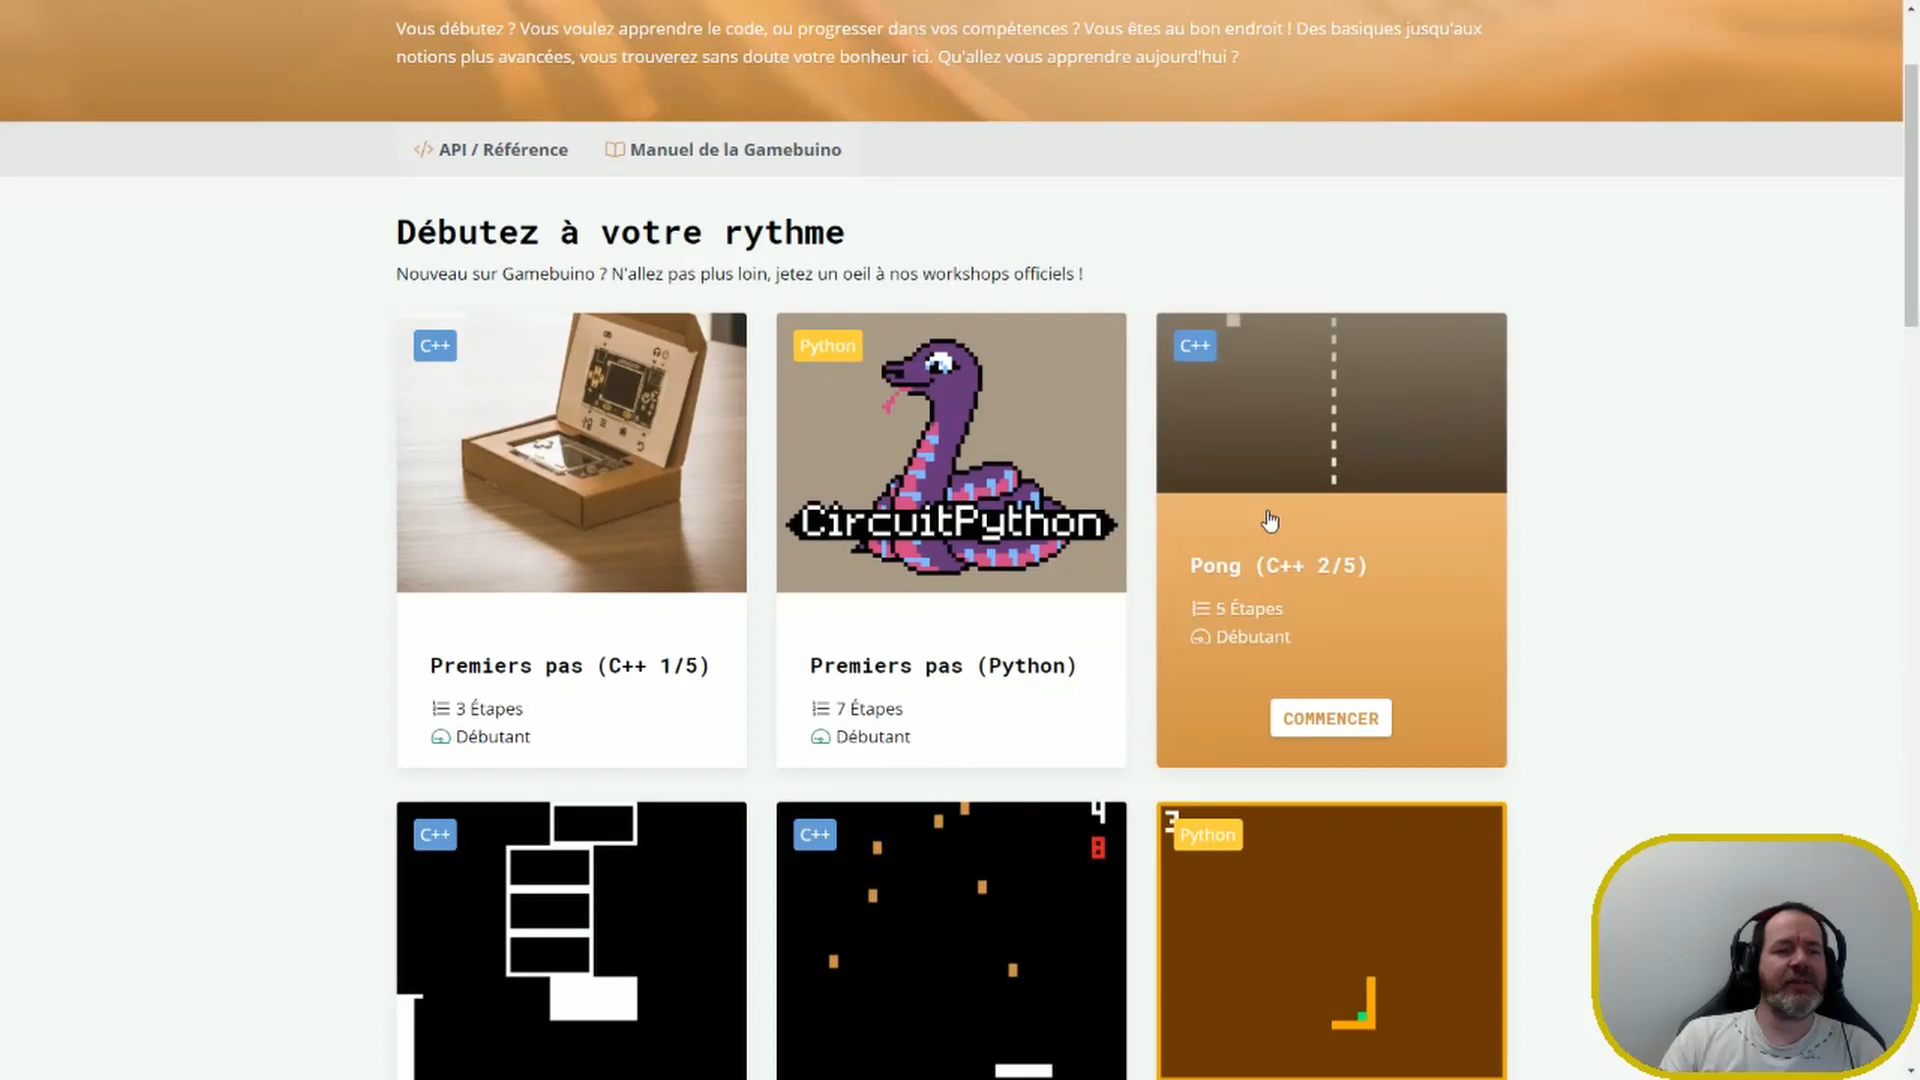 Vous débutez ? Vous voulez apprendre le code, ou progresser dans vos compétences ? Vous êtes au bon endroit ! Des basiques jusqu'aux
notions plus avancées, vous trouverez sans doute votre bonheur ici. Qu'allez vous apprendre aujourd'hui ?
API / Référence
Manuel de la Gamebuino
Débutez à votre rythme
Nouveau sur Gamebuino ? N'allez pas plus loin, jetez un oeil à nos workshops officiels !
C++
Python
CircuitPython
C++
Premiers pas (C++ 1/5)
3 Étapes
Débutant
Premiers pas (Python)
7 Étapes
Débutant
Pong (C++ 2/5)
5 Étapes
Débutant
COMMENCER
C++
C++
4
8
3
Python